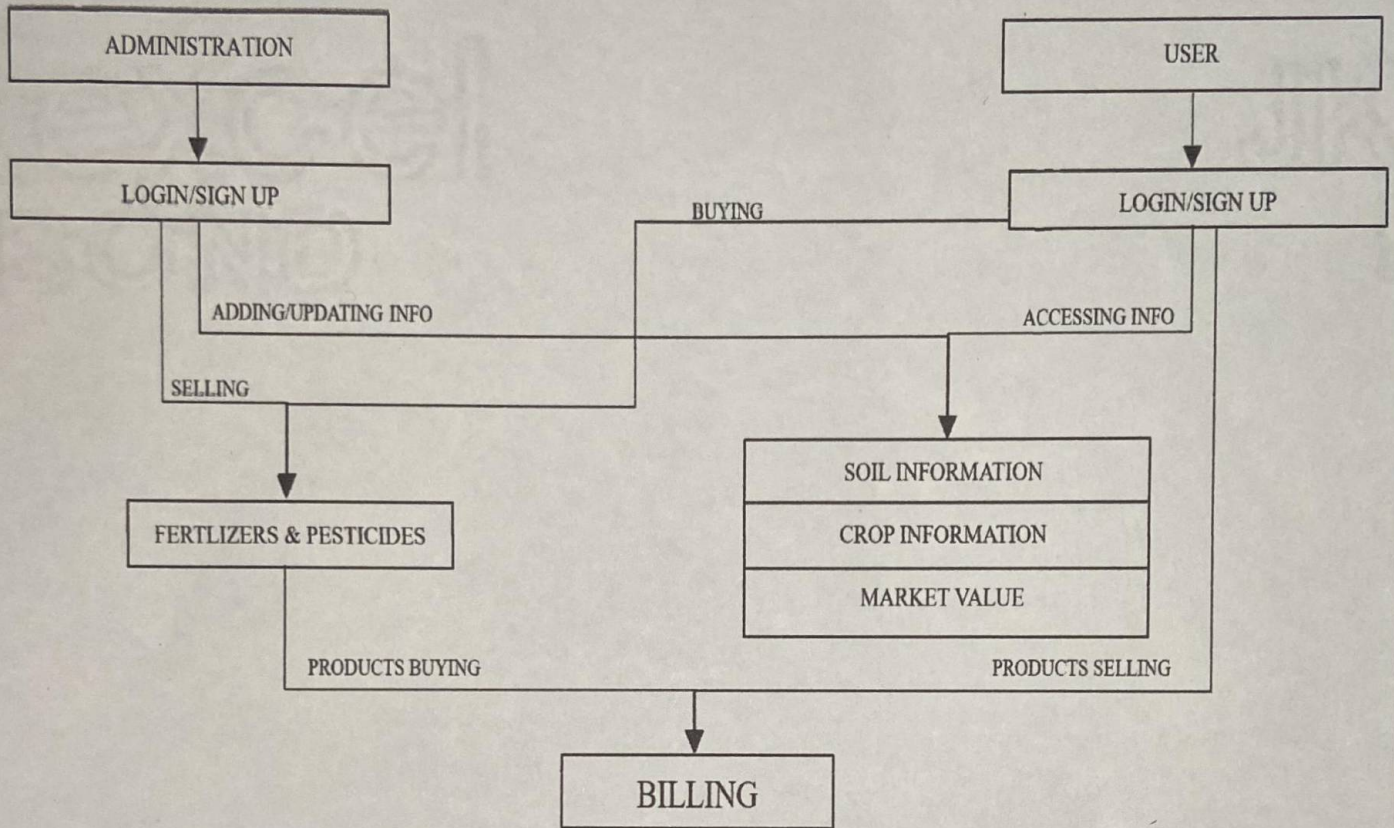 ADMINISTRATION
USER
LOGIN/SIGN UP
LOGIN/SIGN UP
BUYING
ADDING/UPDATING INFO
ACCESSING INFO
SELLING
SOIL INFORMATION
FERTLIZERS & PESTICIDES
CROP INFORMATION
MARKET VALUE
PRODUCTS BUYING
PRODUCTS SELLING
BILLING